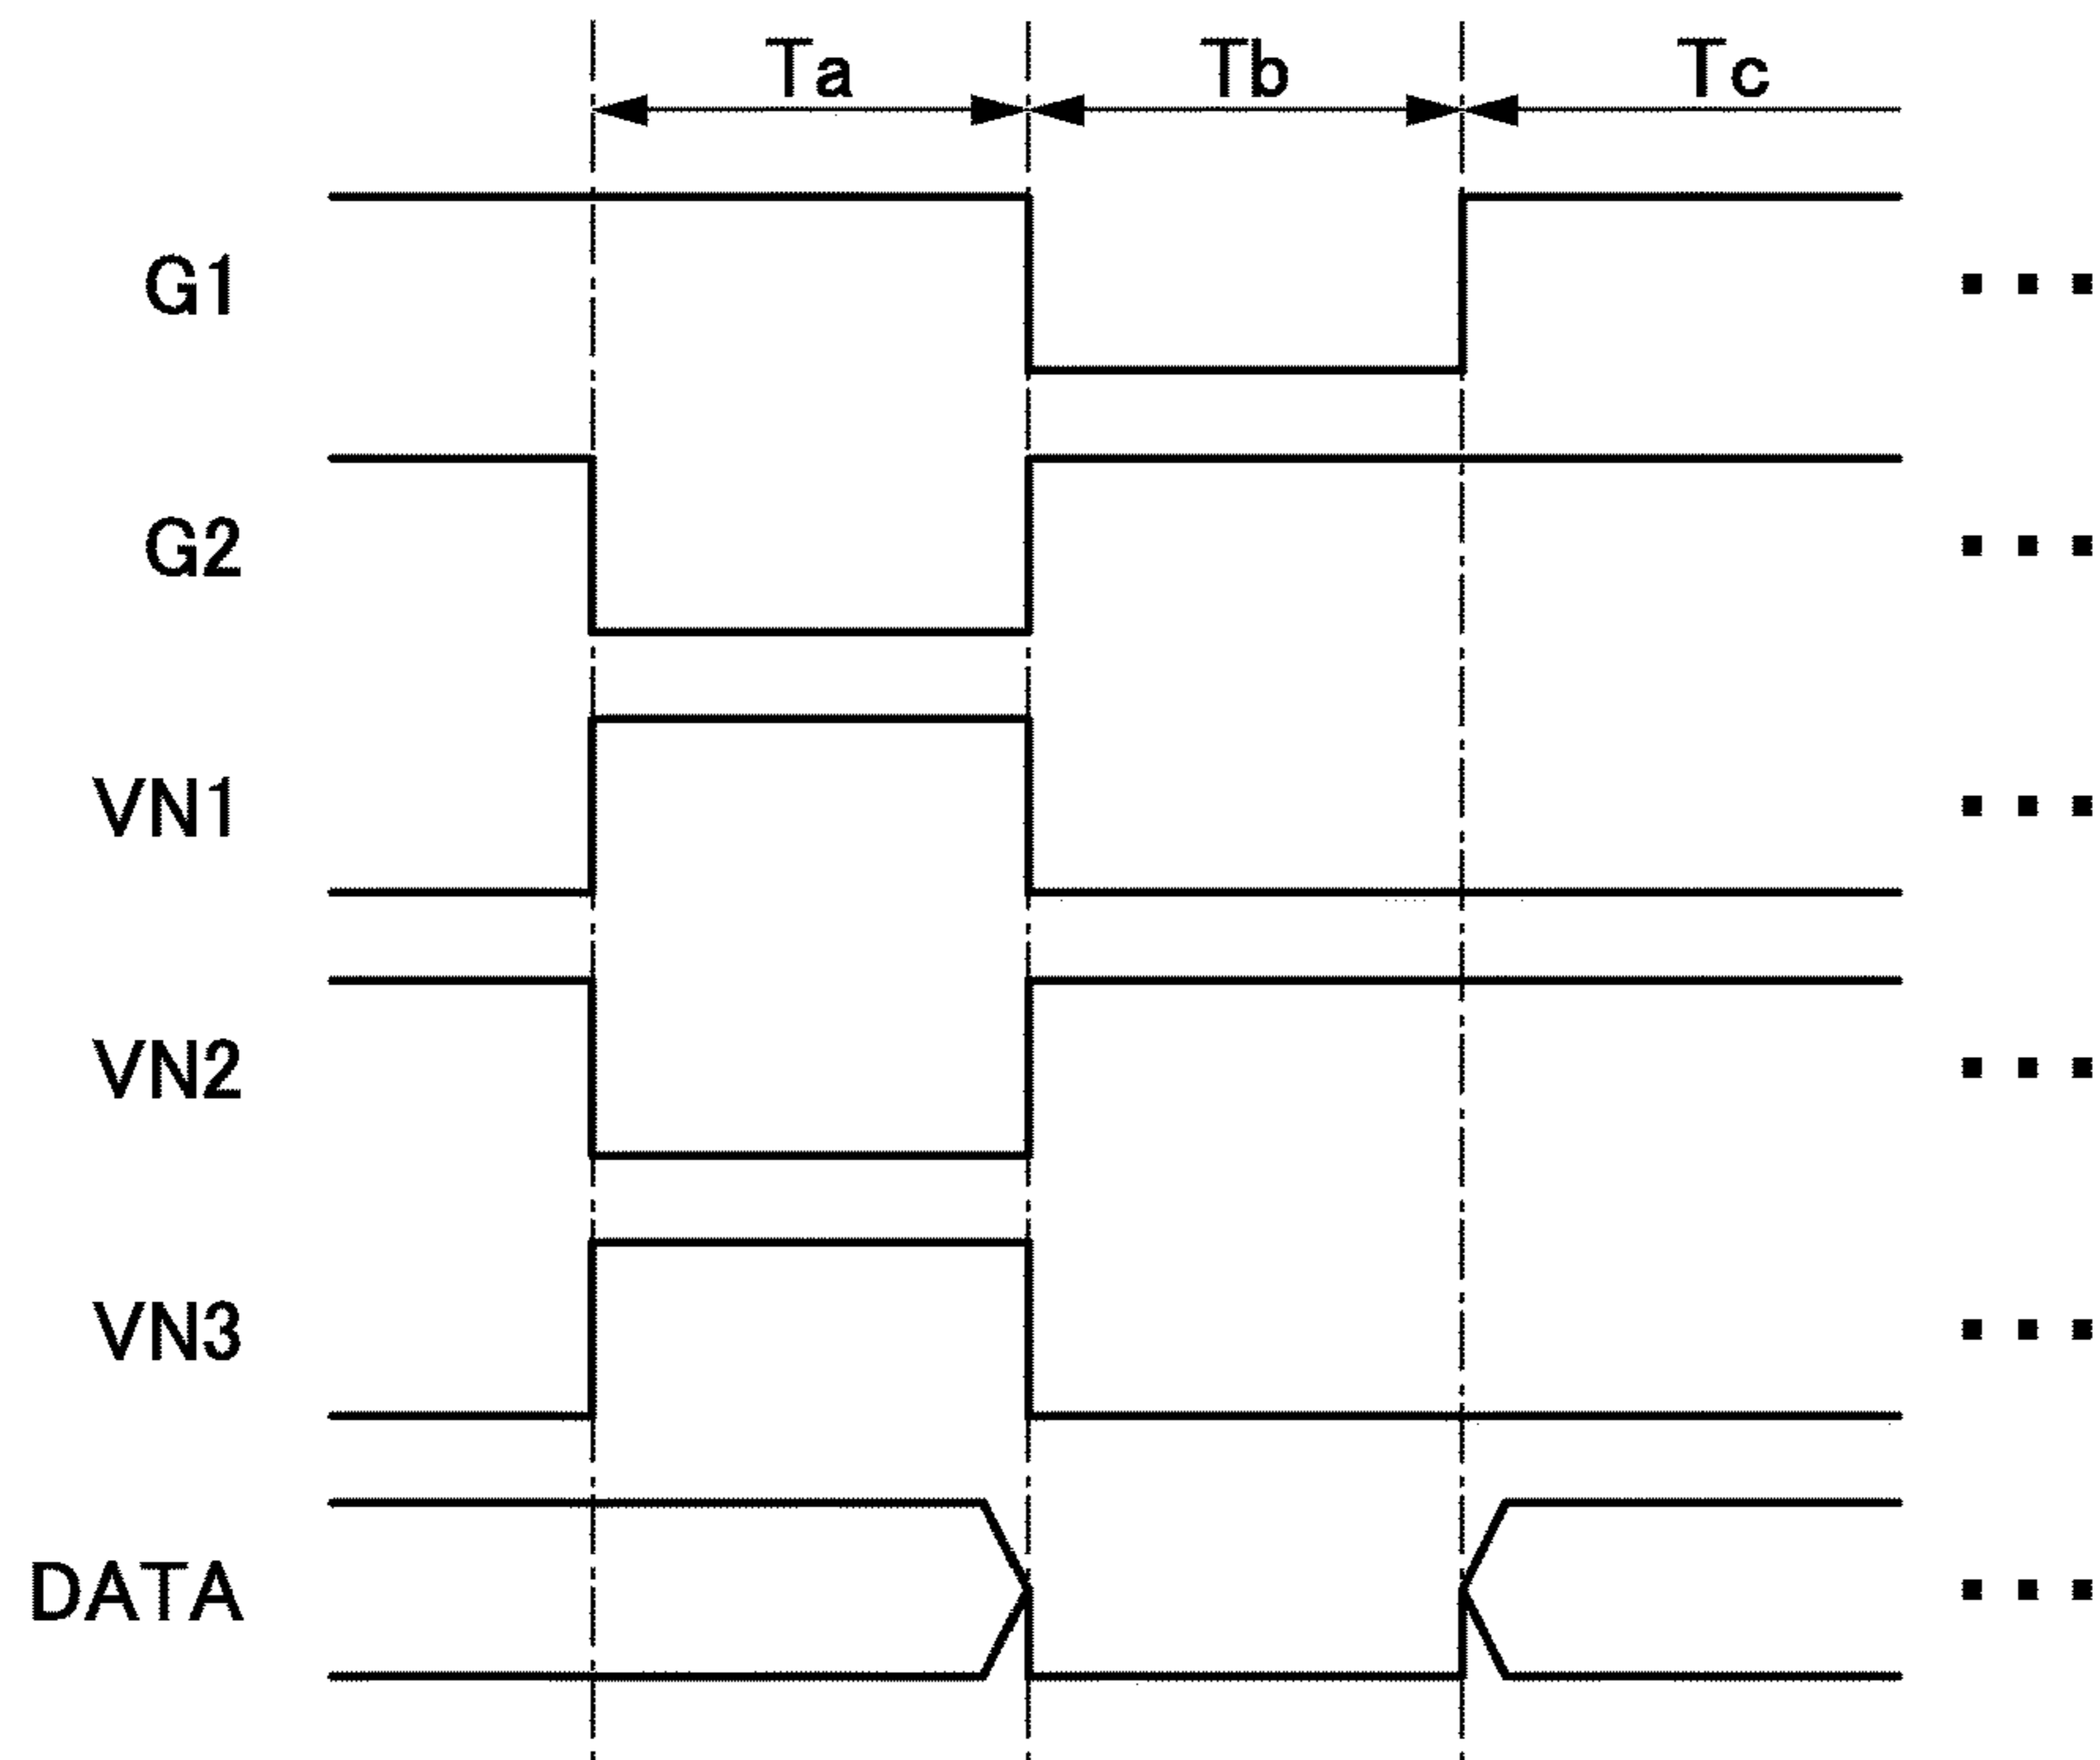 Ta Tb Tc
G1
G2
VN1
VN2
VN3
DATA